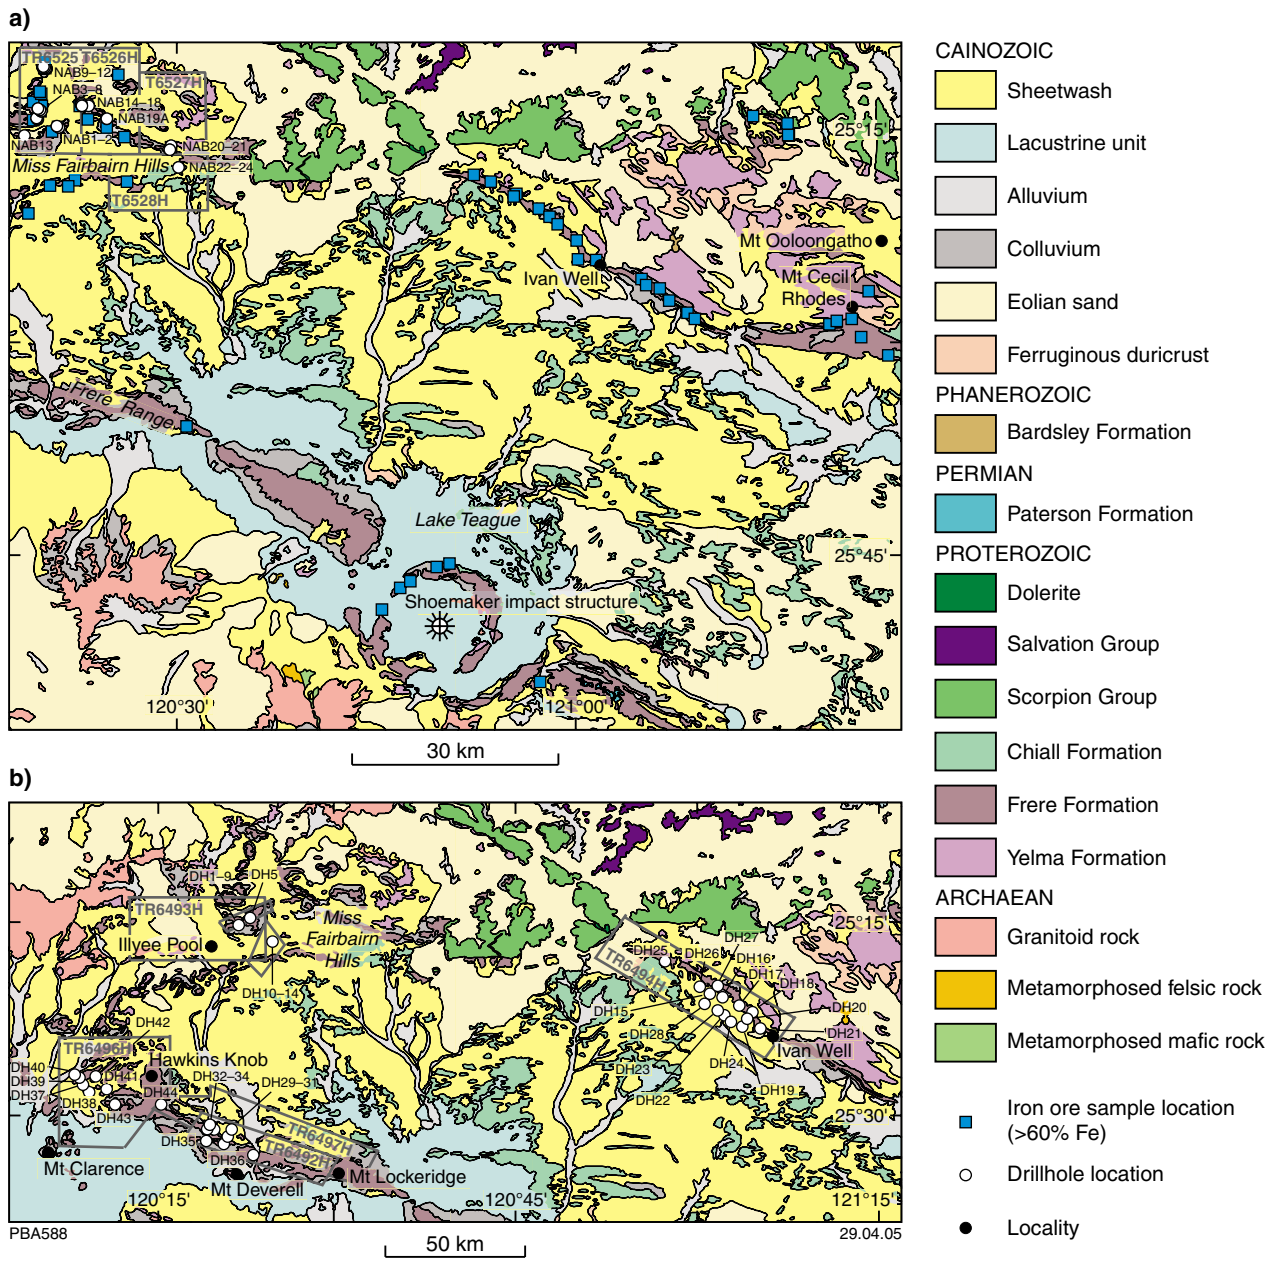 a)
TR6525
T6526H
NAB9–12
T6527H
NAB3–8
NAB14–18
NAB19A
NAB13
NAB1–2
NAB20–21
Miss Fairbairn Hills
NAB22–24
T6528H
25°15'
Mt Ooloongatho
Ivan Well
Mt Cecil
Rhodes
Frere Range
Lake Teague
25°45'
Shoemaker impact structure
120°30'
121°00'
30 km
b)
DH1–9
DH5
TR6493H
Miss
Fairbairn
Hills
Illyee Pool
DH10–14
25°15'
DH27
DH25
DH26
DH16
TR6494H
DH17
DH18
DH15
DH20
DH28
DH21
Ivan Well
DH24
DH23
DH19
DH22
DH42
TR6496H
Hawkins Knob
DH40
DH39
DH41
DH32–34
DH29–31
DH37
DH38
DH44
DH43
25°30'
DH35
TR6497H
TR6492H
DH36
Mt Clarence
Mt Lockeridge
Mt Deverell
120°15'
120°45'
121°15'
PBA588
29.04.05
50 km
CAINOZOIC
Sheetwash
Lacustrine unit
Alluvium
Colluvium
Eolian sand
Ferruginous duricrust
PHANEROZOIC
Bardsley Formation
PERMIAN
Paterson Formation
PROTEROZOIC
Dolerite
Salvation Group
Scorpion Group
Chiall Formation
Frere Formation
Yelma Formation
ARCHAEAN
Granitoid rock
Metamorphosed felsic rock
Metamorphosed mafic rock
Iron ore sample location
(>60% Fe)
Drillhole location
Locality